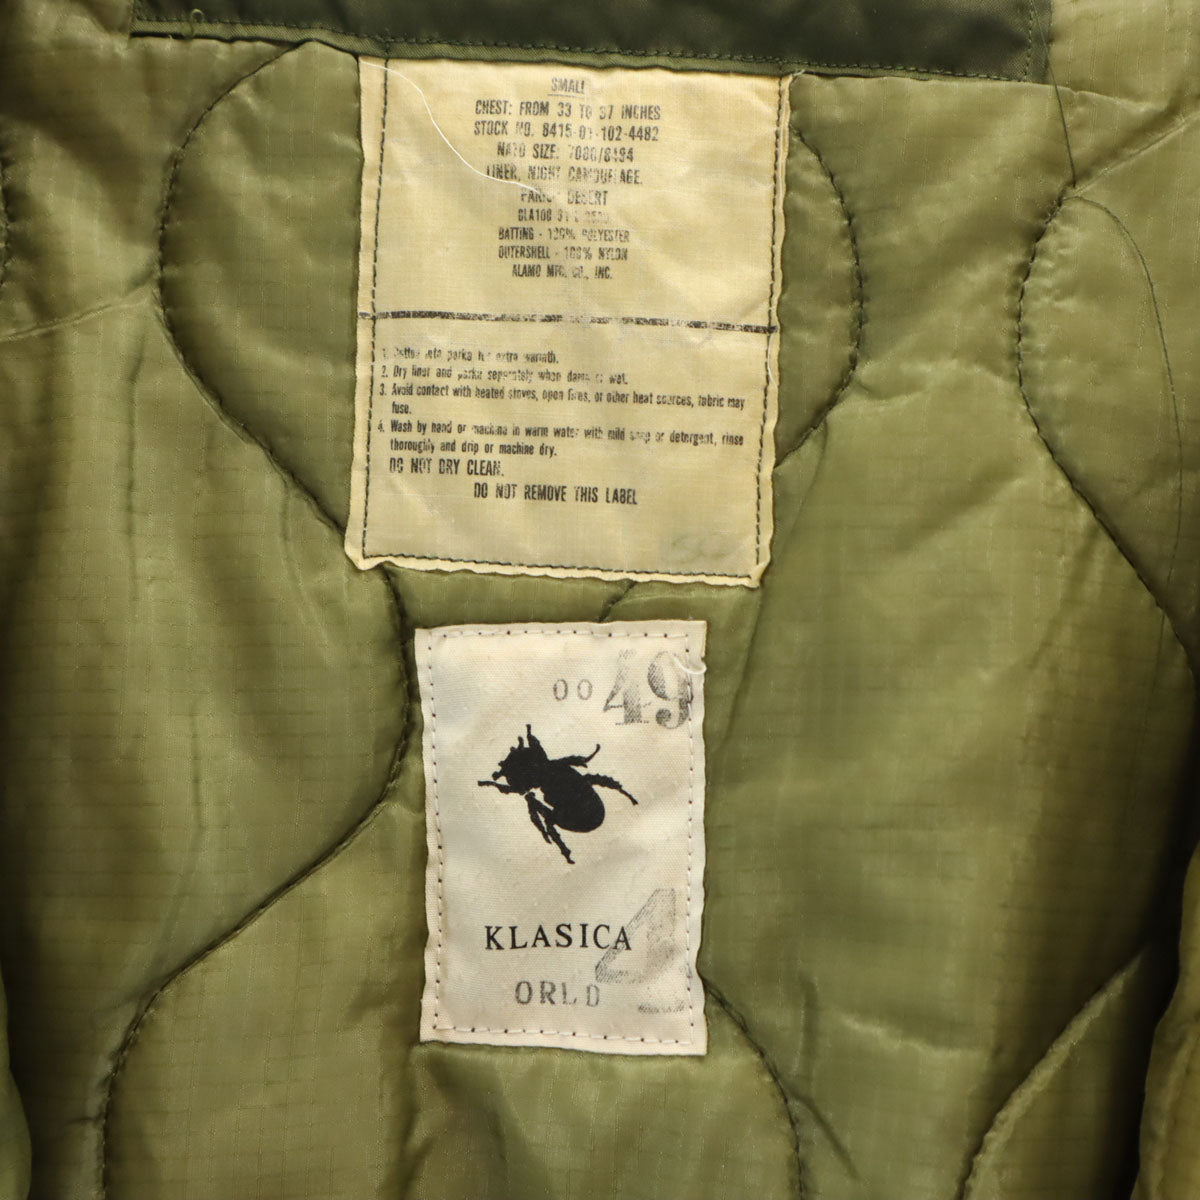 SMALL
CHEST: FROM 33 TO 37 INCHES
STOCK NO. 8415-01-102-4482
NATO SIZE: 7080/8494
LINER, NIGHT CAMOUFLAGE,
PARKA DESERT
DLA100
BATTING - 100% POLYESTER
OUTERSHELL - 100% NYLON
ALAMO MFG. CO., INC.
1. Button into parka for extra warmth.
2. Dry liner and parka separately when damp or wet.
3. Avoid contact with heated stoves, open fires, or other heat sources, fabric may
fuse.
4. Wash by hand or machine in warm water with mild soap or detergent, rinse
thoroughly and drip or machine dry.
DO NOT DRY CLEAN.
DO NOT REMOVE THIS LABEL
00 49
KLASICA
4
ORLD